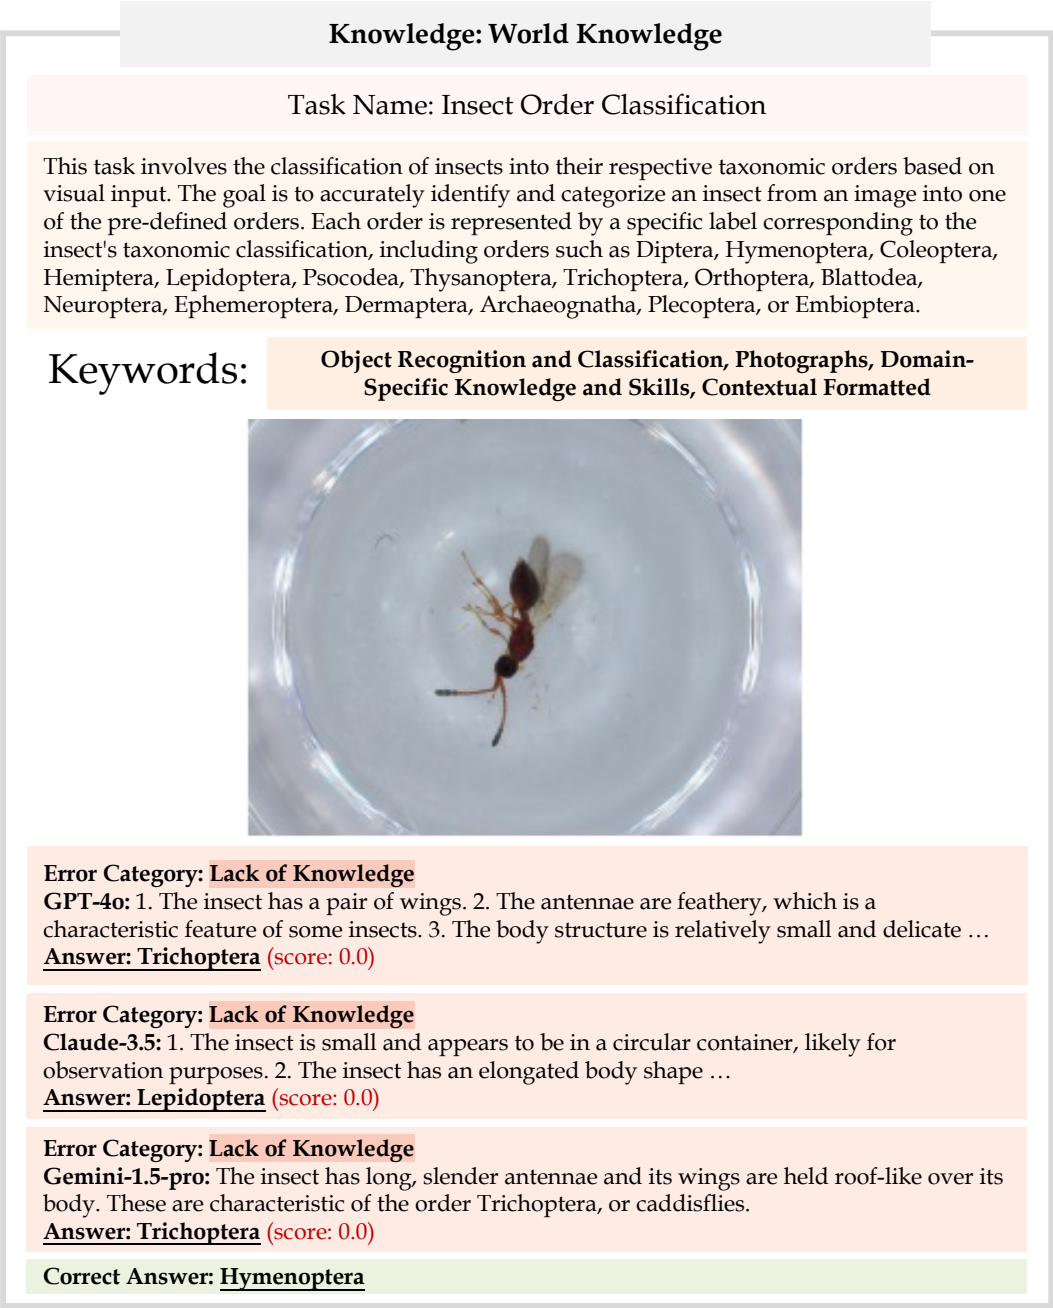 Knowledge: World Knowledge
Task Name: Insect Order Classification
This task involves the classification of insects into their respective taxonomic orders based on
visual input. The goal is to accurately identify and categorize an insect from an image into one
of the pre-defined orders. Each order is represented by a specific label corresponding to the
insect's taxonomic classification, including orders such as Diptera, Hymenoptera, Coleoptera,
Hemiptera, Lepidoptera, Psocodea, Thysanoptera, Trichoptera, Orthoptera, Blattodea,
Neuroptera, Ephemeroptera, Dermaptera, Archaeognatha, Plecoptera, or Embioptera.
Keywords:
Object Recognition and Classification, Photographs, Domain-
Specific Knowledge and Skills, Contextual Formatted
Error Category: Lack of Knowledge
GPT-4o: 1. The insect has a pair of wings. 2. The antennae are feathery, which is a
characteristic feature of some insects. 3. The body structure is relatively small and delicate …
Answer: Trichoptera (score: 0.0)
Error Category: Lack of Knowledge
Claude-3.5: 1. The insect is small and appears to be in a circular container, likely for
observation purposes. 2. The insect has an elongated body shape …
Answer: Lepidoptera (score: 0.0)
Error Category: Lack of Knowledge
Gemini-1.5-pro: The insect has long, slender antennae and its wings are held roof-like over its
body. These are characteristic of the order Trichoptera, or caddisflies.
Answer: Trichoptera (score: 0.0)
Correct Answer: Hymenoptera